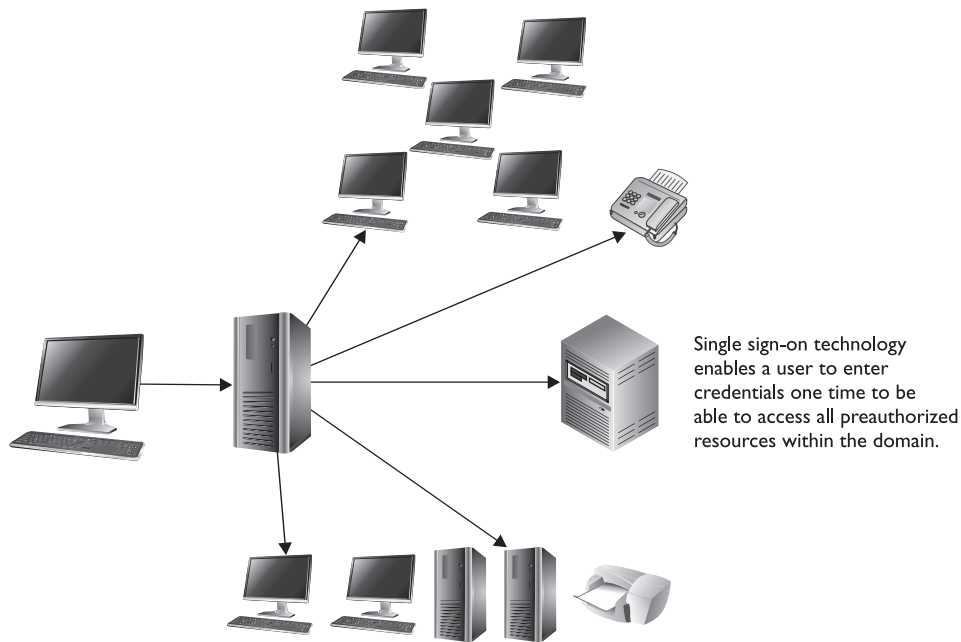 Single sign-on technology
enables a user to enter
credentials one time to be
able to access all preauthorized
resources within the domain.